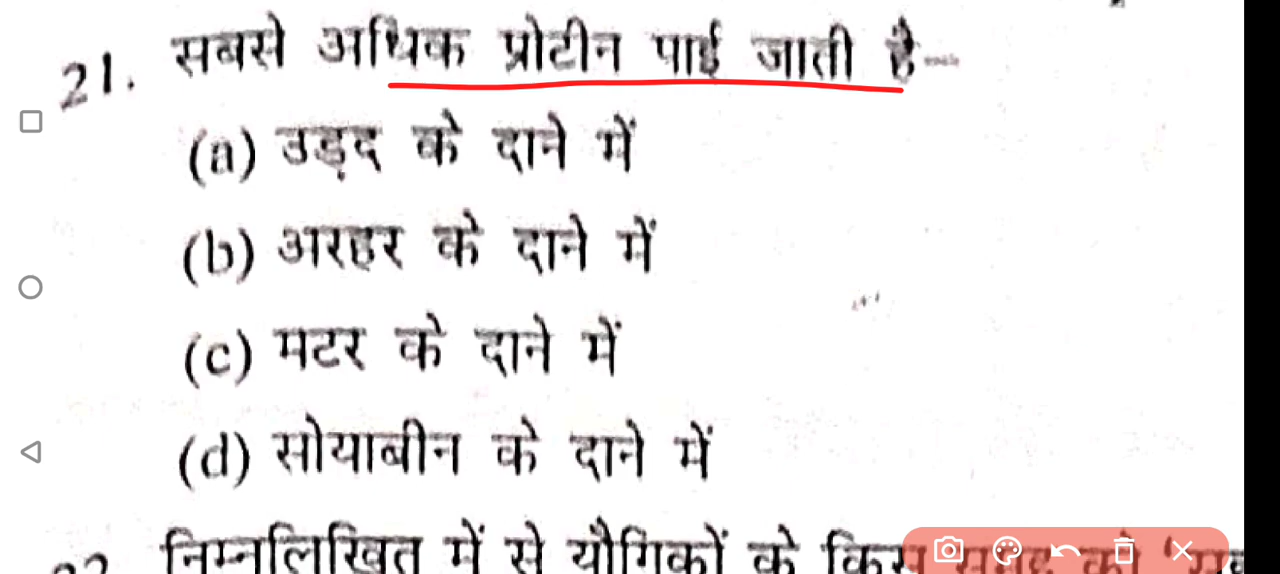 21. सबसे अधिक प्रोटीन पाई जाती है-
(a) उड़द के दाने में
(b) अरहर के दाने में
(c) मटर के दाने में
(d) सोयाबीन के दाने में
निम्नलिखित में से यौगिकों के किस